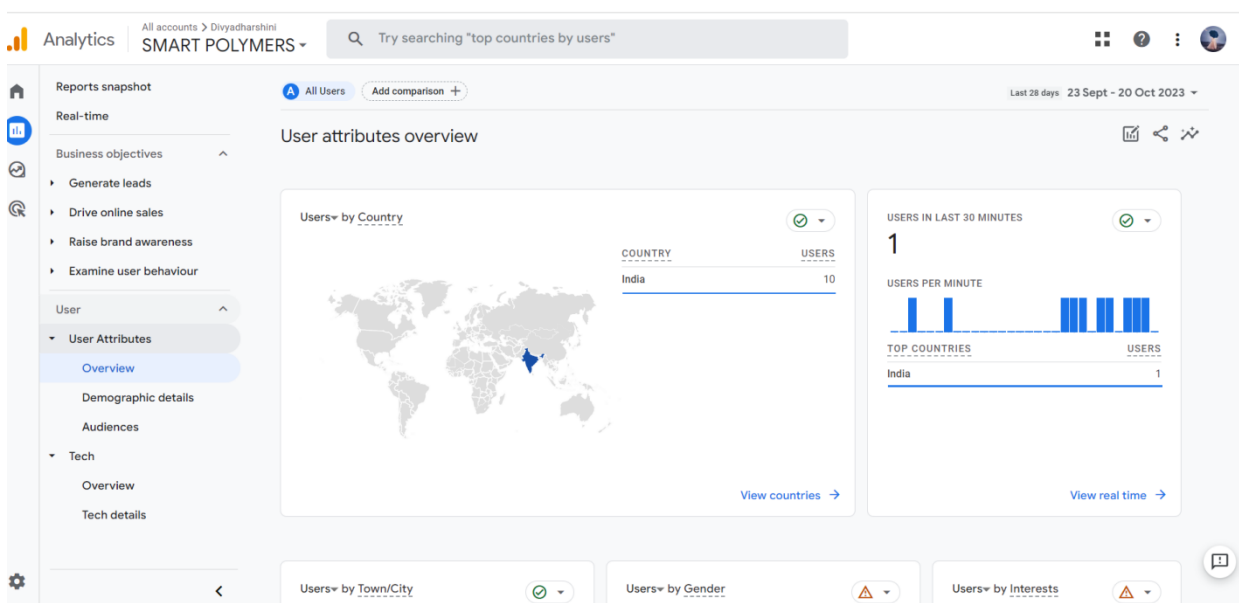 Analytics
All accounts > Divyadharshini
SMART POLYMERS
Try searching "top countries by users"
Reports snapshot
Real-time
Business objectives
Generate leads
Drive online sales
Raise brand awareness
Examine user behaviour
User
User Attributes
Overview
Demographic details
Audiences
Tech
Overview
Tech details
A All Users
Add comparison +
Last 28 days 23 Sept - 20 Oct 2023
User attributes overview
Users by Country
COUNTRY USERS
India 10
View countries →
USERS IN LAST 30 MINUTES
1
USERS PER MINUTE
TOP COUNTRIES USERS
India 1
View real time →
Users by Town/City
Users by Gender
Users by Interests